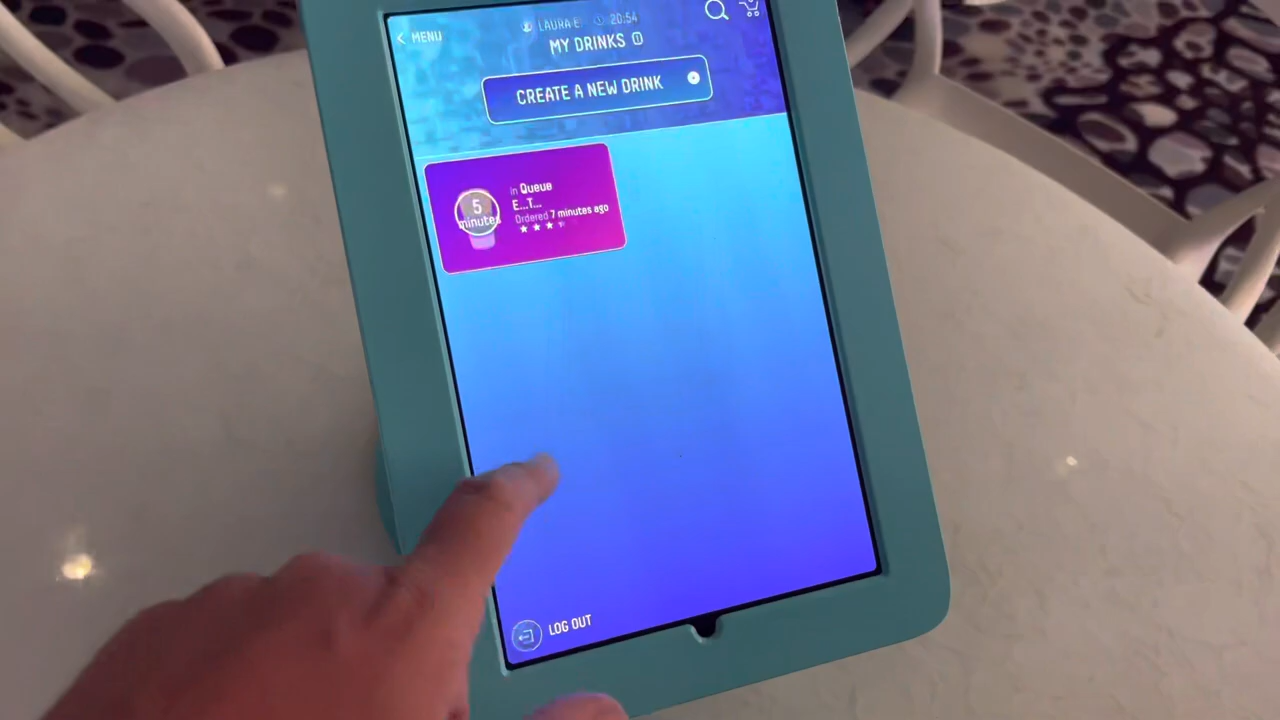 MENU
LAURA E. 20:54
MY DRINKS
CREATE A NEW DRINK
5 minutes
in Queue
E...T...
Ordered 7 minutes ago
LOG OUT